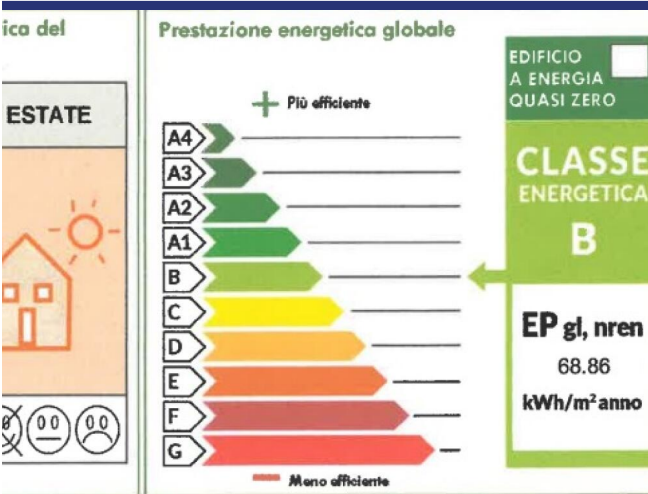 ica del
ESTATE
Prestazione energetica globale
Più efficiente
A4
A3
A2
A1
B
C
D
E
F
G
Meno efficiente
EDIFICIO
A ENERGIA
QUASI ZERO
CLASSE
ENERGETICA
B
EP gl, nren
68.86
kWh/m² anno